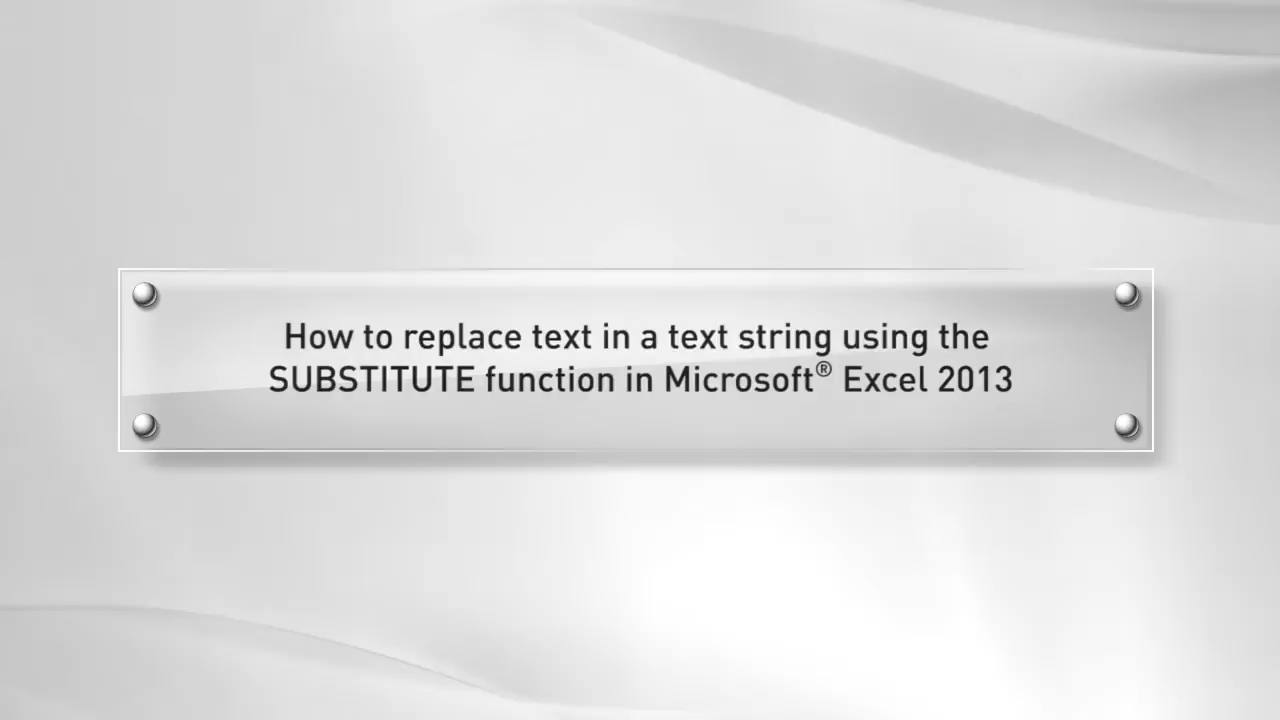 How to replace text in a text string using the
SUBSTITUTE function in Microsoft® Excel 2013